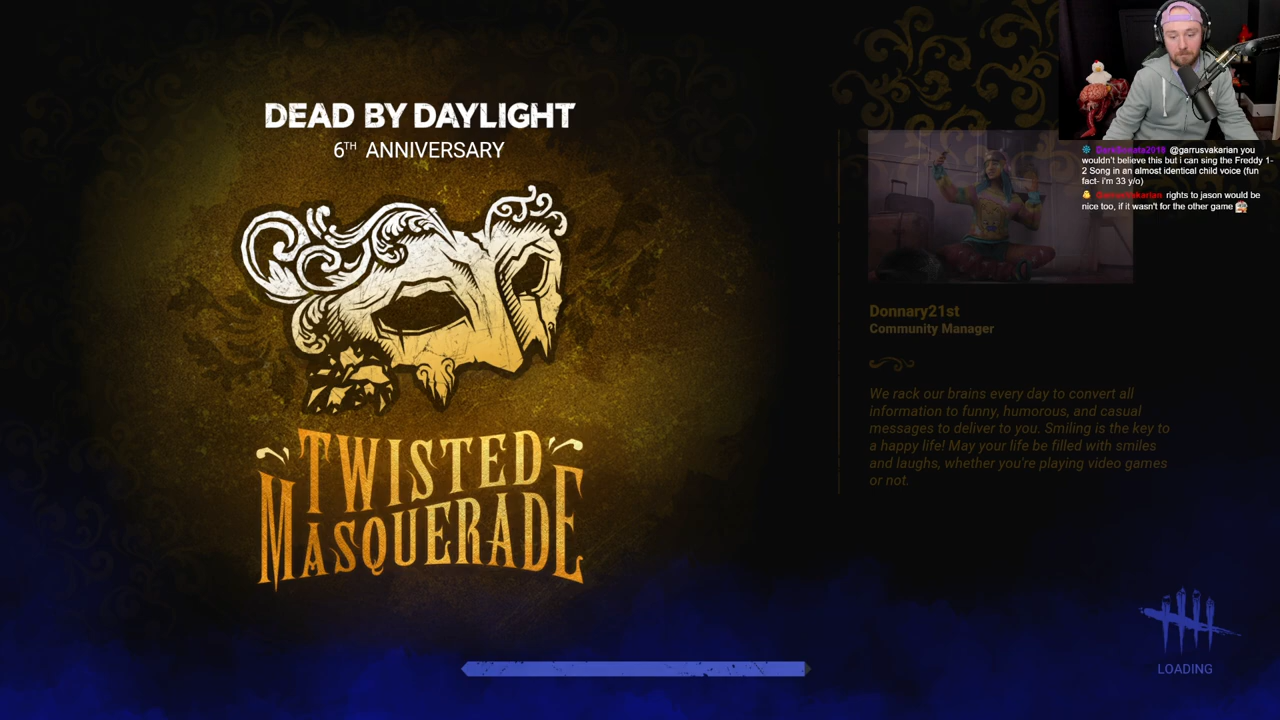 DEAD BY DAYLIGHT
6TH ANNIVERSARY
TWISTED
MASQUERADE
@garrusvakarian you
wouldn't believe this but i can sing the Freddy 1-
2 Song in an almost identical child voice (fun
fact- i'm 33 y/o)
GarrusVakarian rights to jason would be
nice too, if it wasn't for the other game
Donnary21st
Community Manager
We rack our brains every day to convert all
information to funny, humorous, and casual
messages to deliver to you. Smiling is the key to
a happy life! May your life be filled with smiles
and laughs, whether you're playing video games
or not.
LOADING